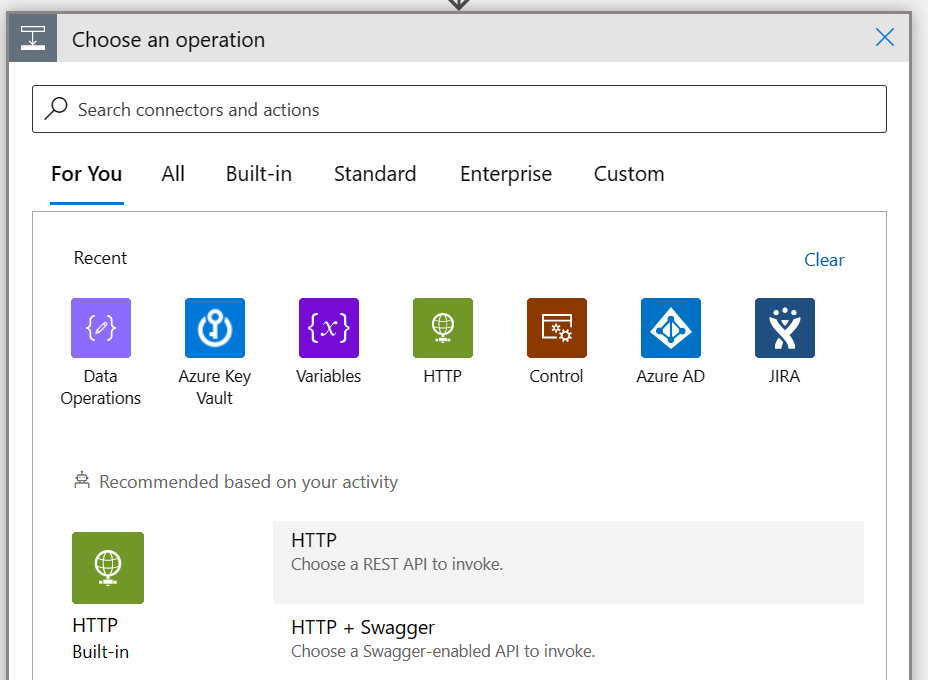 Choose an operation
Search connectors and actions
For You All Built-in Standard Enterprise Custom
Recent Clear
Data Operations
Azure Key Vault
Variables
HTTP
Control
Azure AD
JIRA
Recommended based on your activity
HTTP
Built-in
HTTP
Choose a REST API to invoke.
HTTP + Swagger
Choose a Swagger-enabled API to invoke.